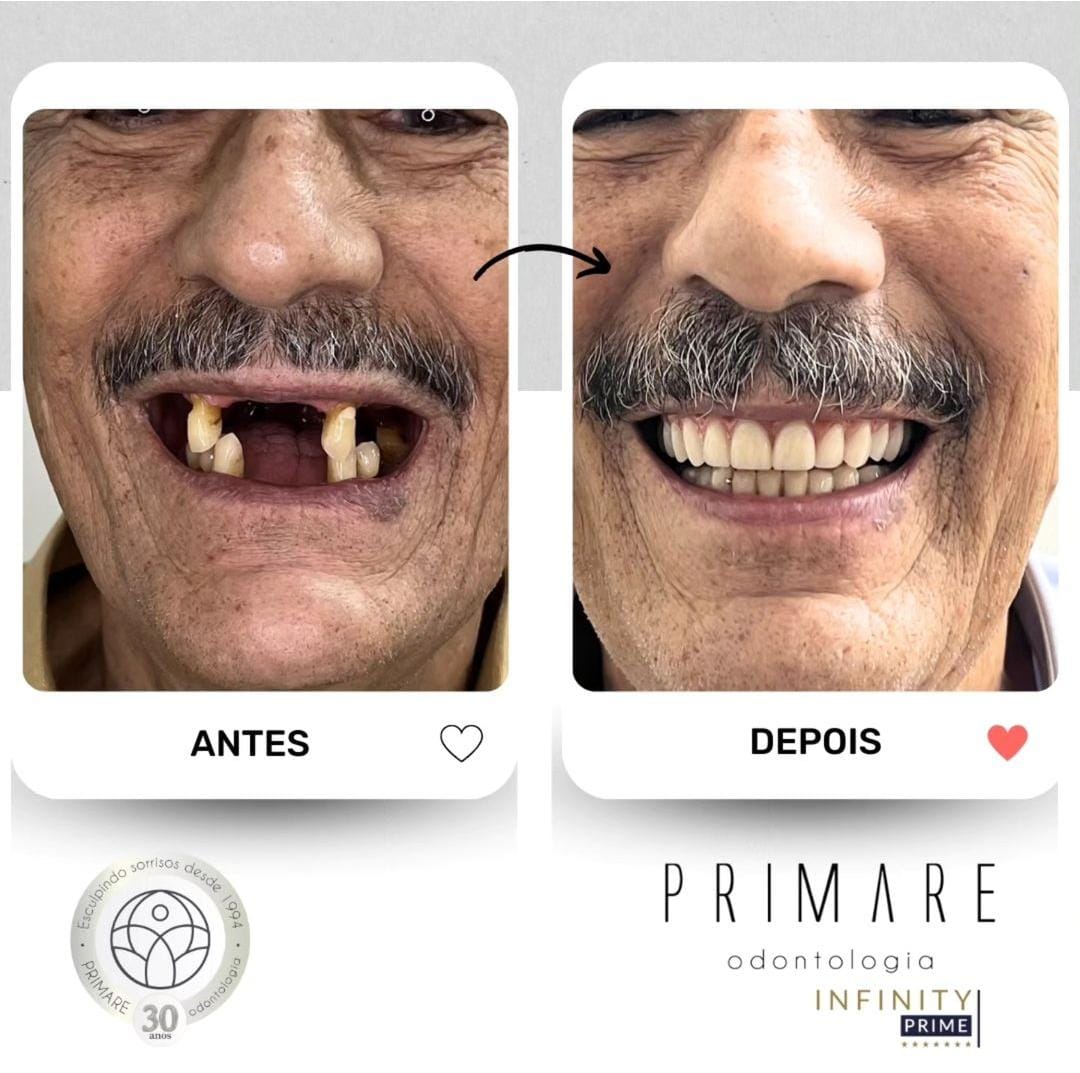 ANTES
DEPOIS
Esculpindo sorrisos desde 1994
PRIMARE
odontologia
30
anos
PRIMARE
odontologia
INFINITY
PRIME